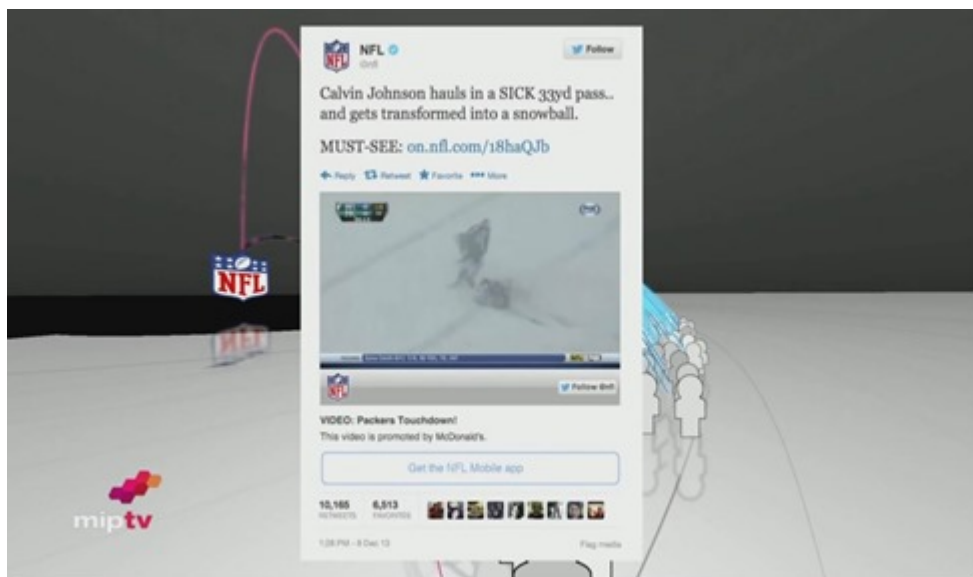 NFL
@nfl
Follow
Calvin Johnson hauls in a SICK 33yd pass..
and gets transformed into a snowball.
MUST-SEE: on.nfl.com/18haQJb
Reply Retweet Favorite More
NFL
NFL
Follow @nfl
VIDEO: Packers Touchdown!
This video is promoted by McDonald's.
Get the NFL Mobile app
10,165 6,513
RETWEETS FAVORITES
1:28 PM - 8 Dec 13
Flag media
miptv